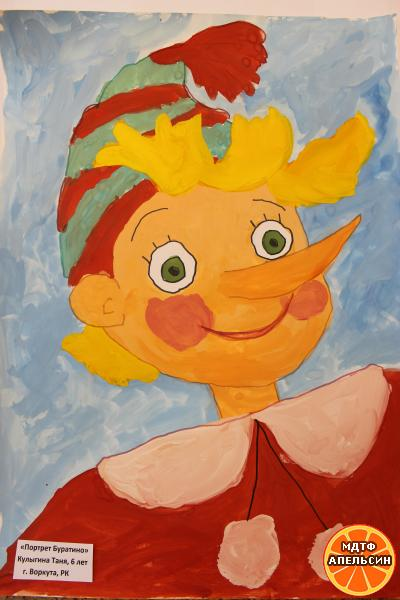 «Портрет Буратино»
Кулыгина Таня, 6 лет
г. Воркута, РК
МДТФ
АПЕЛЬСИН